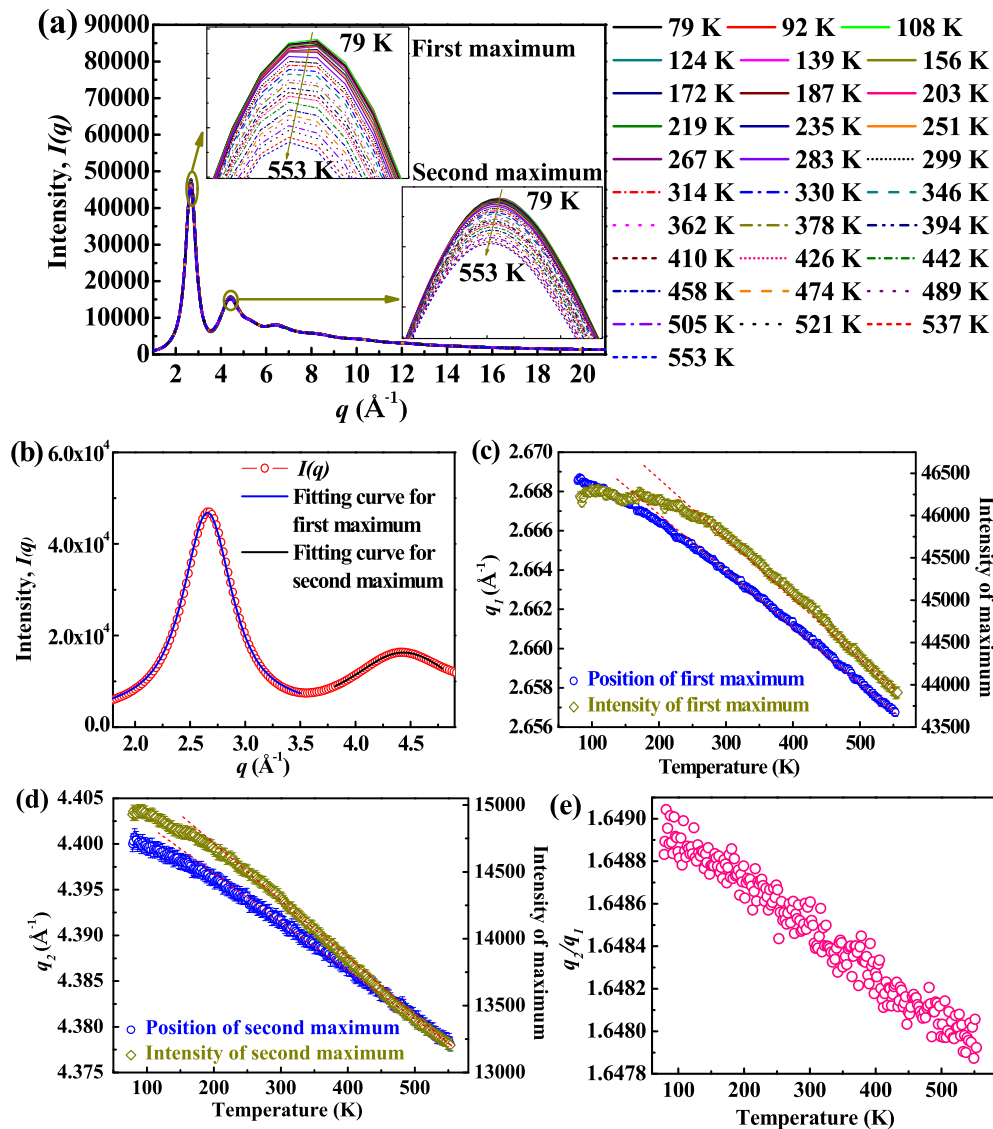 (a)
90000
80000
70000
60000
50000
40000
30000
20000
10000
0
Intensity, I(q)
2 4 6 8 10 12 14 16 18 20
q (Å⁻¹)
79 K
553 K
First maximum
Second maximum
79 K
553 K
79 K 92 K 108 K
124 K 139 K 156 K
172 K 187 K 203 K
219 K 235 K 251 K
267 K 283 K 299 K
314 K 330 K 346 K
362 K 378 K 394 K
410 K 426 K 442 K
458 K 474 K 489 K
505 K 521 K 537 K
553 K
(b)
6.0x10⁴
4.0x10⁴
2.0x10⁴
0.0
Intensity, I(q)
I(q)
Fitting curve for
first maximum
Fitting curve for
second maximum
2.0 2.5 3.0 3.5 4.0 4.5
q (Å⁻¹)
(c)
2.670
2.668
2.666
2.664
2.662
2.660
2.658
2.656
q₁ (Å⁻¹)
46500
46000
45500
45000
44500
44000
43500
Intensity of maximum
Position of first maximum
Intensity of first maximum
100 200 300 400 500
Temperature (K)
(d)
4.405
4.400
4.395
4.390
4.385
4.380
4.375
q₂ (Å⁻¹)
15000
14500
14000
13500
13000
Intensity of maximum
Position of second maximum
Intensity of second maximum
100 200 300 400 500
Temperature (K)
(e)
1.6490
1.6488
1.6486
1.6484
1.6482
1.6480
1.6478
q₂/q₁
100 200 300 400 500
Temperature (K)